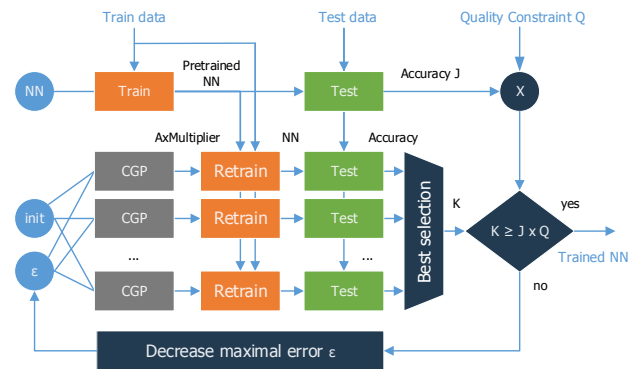 Train data
Test data
Quality Constraint Q
NN
Train
Pretrained
NN
Test
Accuracy J
X
AxMultiplier
NN
Accuracy
CGP
Retrain
Test
init
CGP
Retrain
Test
ε
...
...
CGP
Retrain
Test
Best selection
K
K ≥ J x Q
yes
Trained NN
no
Decrease maximal error ε